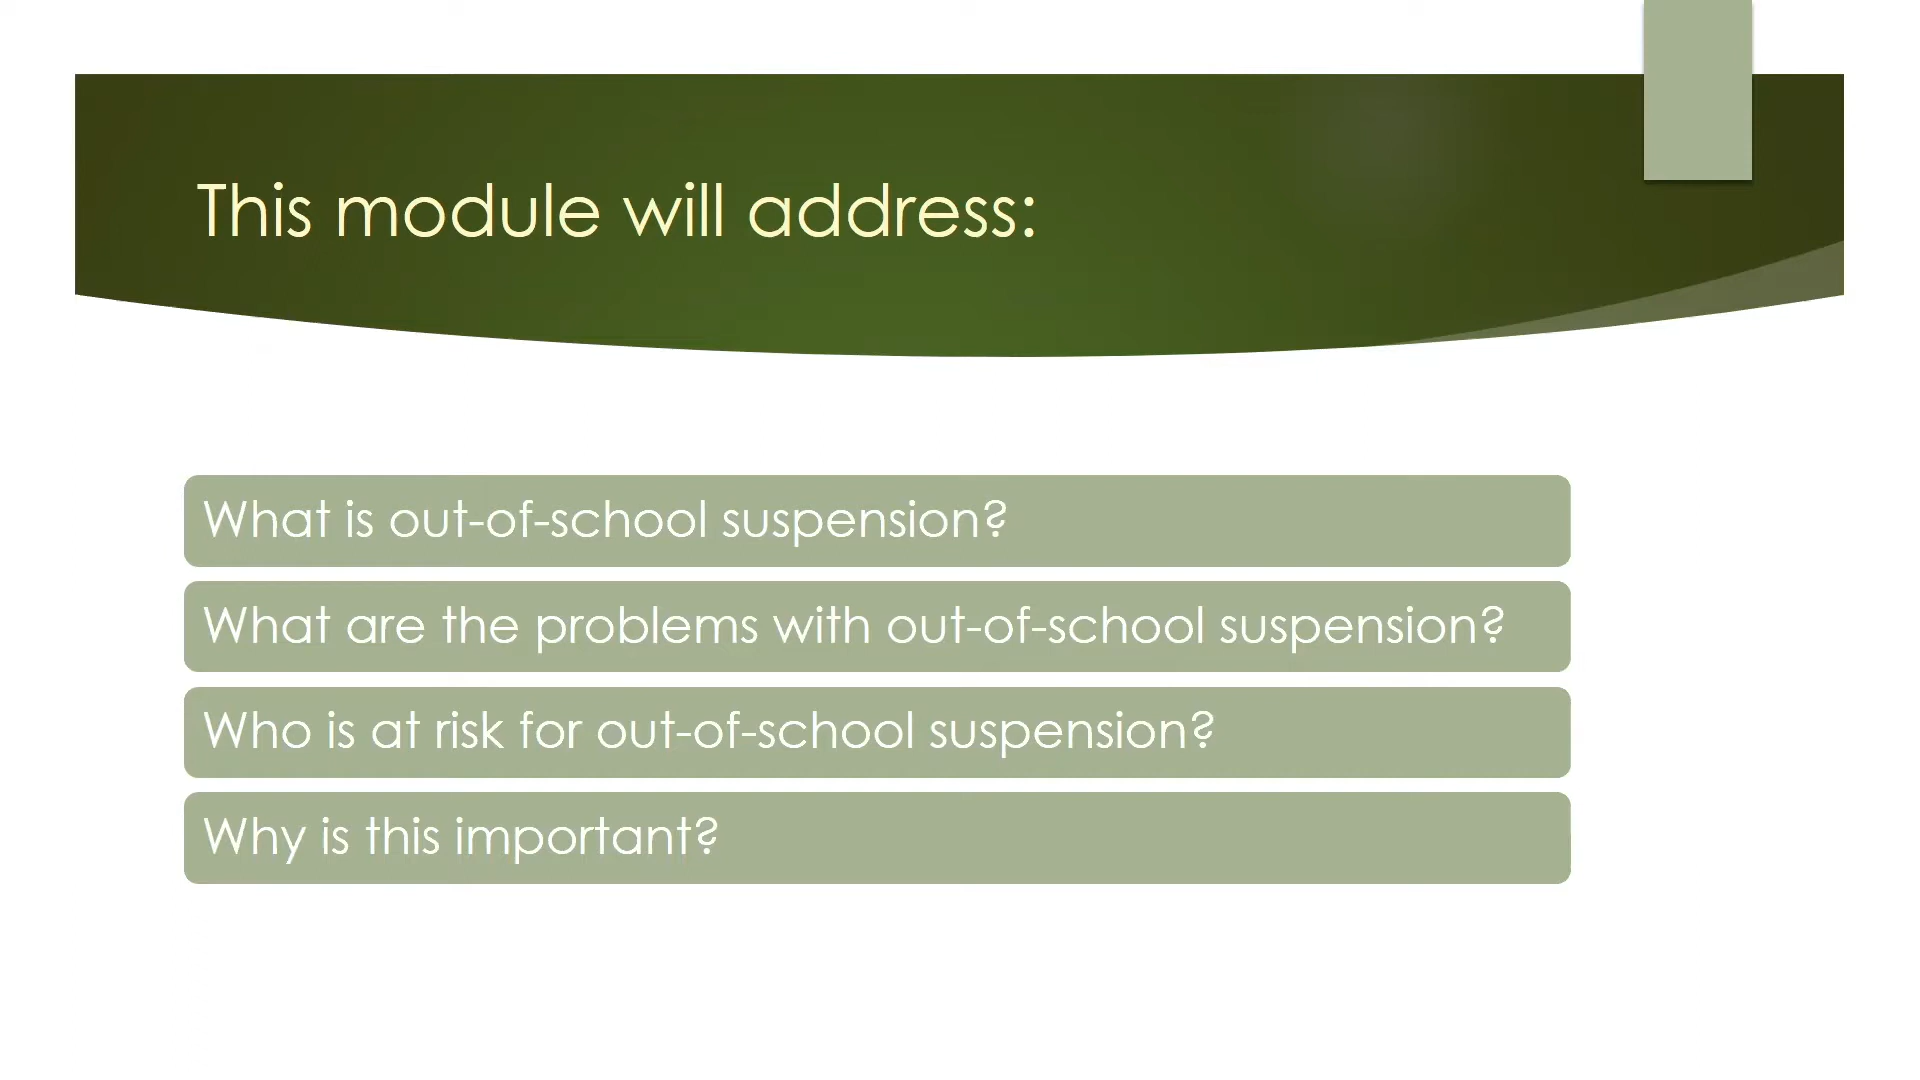 This module will address:
What is out-of-school suspension?
What are the problems with out-of-school suspension?
Who is at risk for out-of-school suspension?
Why is this important?